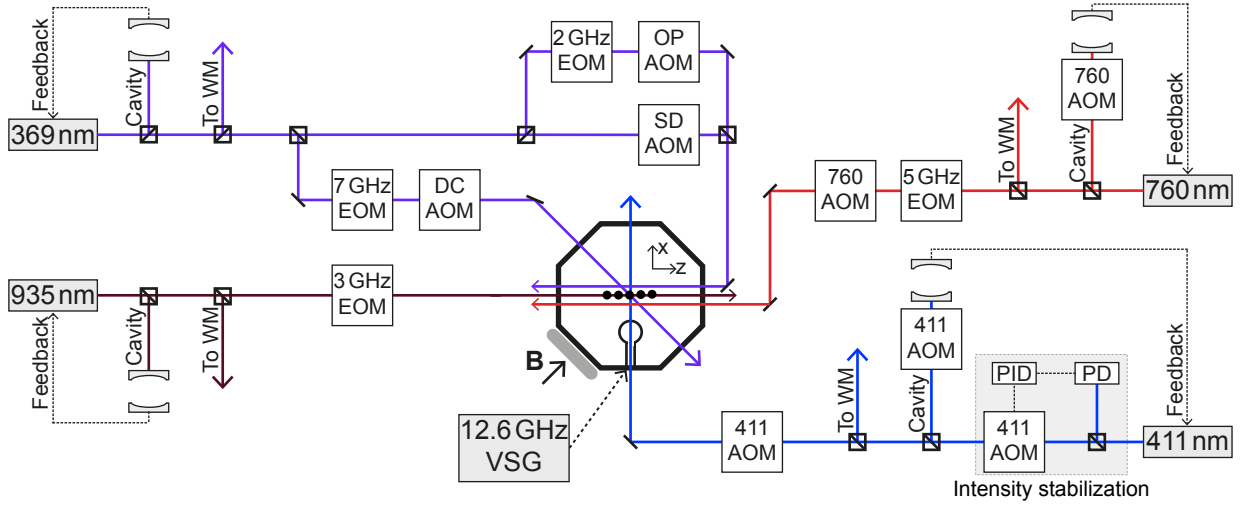 Feedback
Cavity
To WM
369 nm
2 GHz
EOM
OP
AOM
SD
AOM
7 GHz
EOM
DC
AOM
Feedback
Cavity
To WM
935 nm
3 GHz
EOM
x
z
B
12.6 GHz
VSG
760
AOM
5 GHz
EOM
To WM
Cavity
760
AOM
Feedback
760 nm
411
AOM
To WM
Cavity
411
AOM
PID
PD
411
AOM
Feedback
411 nm
Intensity stabilization